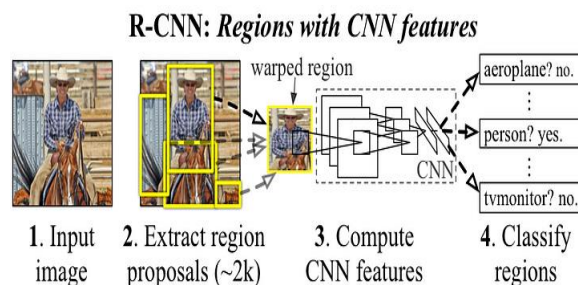 R-CNN: Regions with CNN features
warped region
aeroplane? no.
⋮
person? yes.
⋮
tvmonitor? no.
CNN
1. Input
image
2. Extract region
proposals (~2k)
3. Compute
CNN features
4. Classify
regions